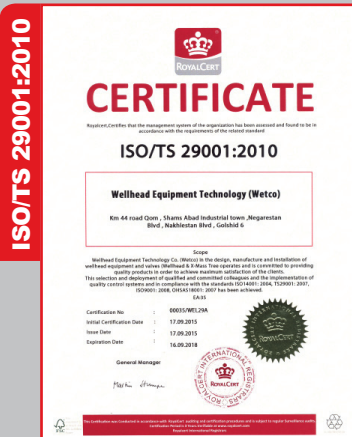 ISO/TS 29001:2010
ROYALCERT
CERTIFICATE
Royalcert,Certifies that the management system of the organization has been assessed and found to be in
accordance with the requirements of the related standard
ISO/TS 29001:2010
Wellhead Equipment Technology (Wetco)
Km 44 road Qom , Shams Abad Industrial town ,Negarestan
Blvd , Nakhlestan Blvd , Golshid 6
Scope
Wellhead Equipment Technology Co. (Wetco) in the design, manufacture and installation of
wellhead equipment and valves (Wellhead & X-Mass Tree operates and is committed to providing
quality products in order to achieve maximum satisfaction of the clients.
This selection and deployment of qualified and committed colleagues and the implementation of
quality control systems and in compliance with the standards ISO14001: 2004, TS29001: 2007,
ISO9001: 2008, OHSAS18001: 2007 has been achieved.
EA:05
Certification No : 00035/WEL29A
Initial Certification Date : 17.09.2015
Issue Date : 17.09.2015
Expiration Date : 16.09.2018
General Manager
ROYALCERT
ROYALCERT INTERNATIONAL REGISTRARS
ROYALCERT
FSC